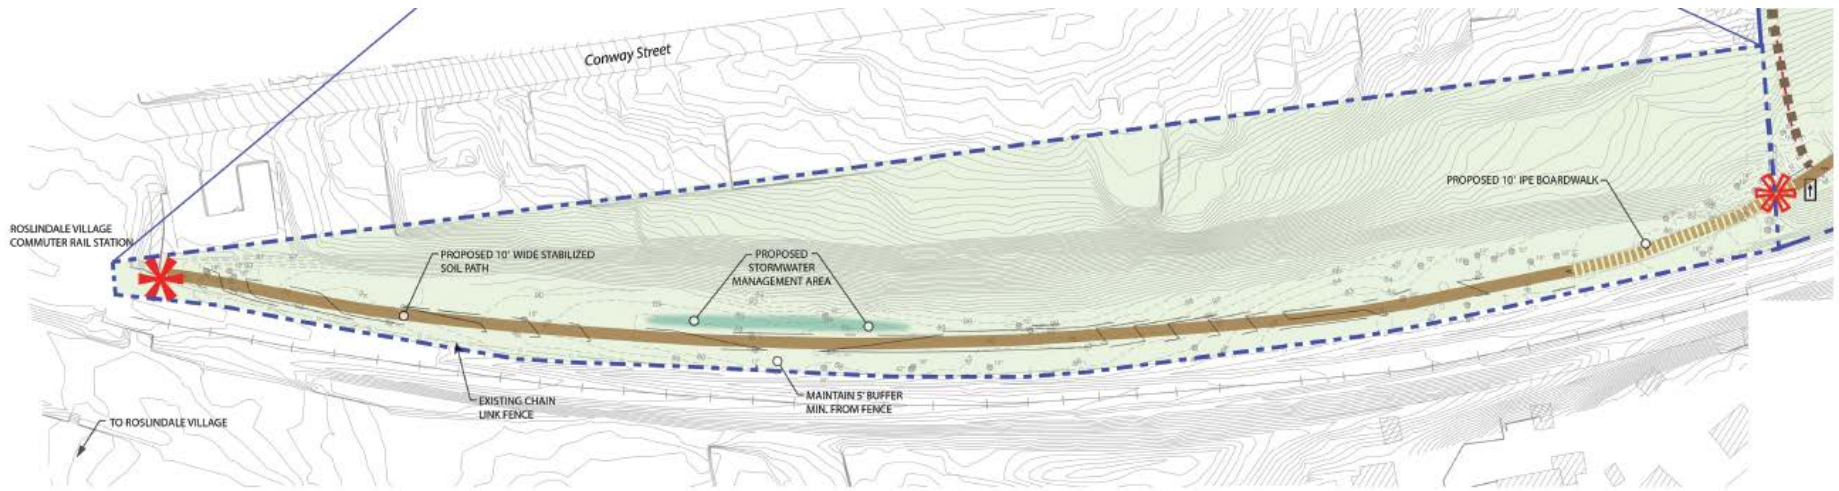 Conway Street
PROPOSED 10' IPE BOARDWALK
ROSLINDALE VILLAGE
COMMUTER RAIL STATION
PROPOSED 10' WIDE STABILIZED
SOIL PATH
PROPOSED
STORMWATER
MANAGEMENT AREA
EXISTING CHAIN
LINK FENCE
MAINTAIN 5' BUFFER
MIN. FROM FENCE
TO ROSLINDALE VILLAGE